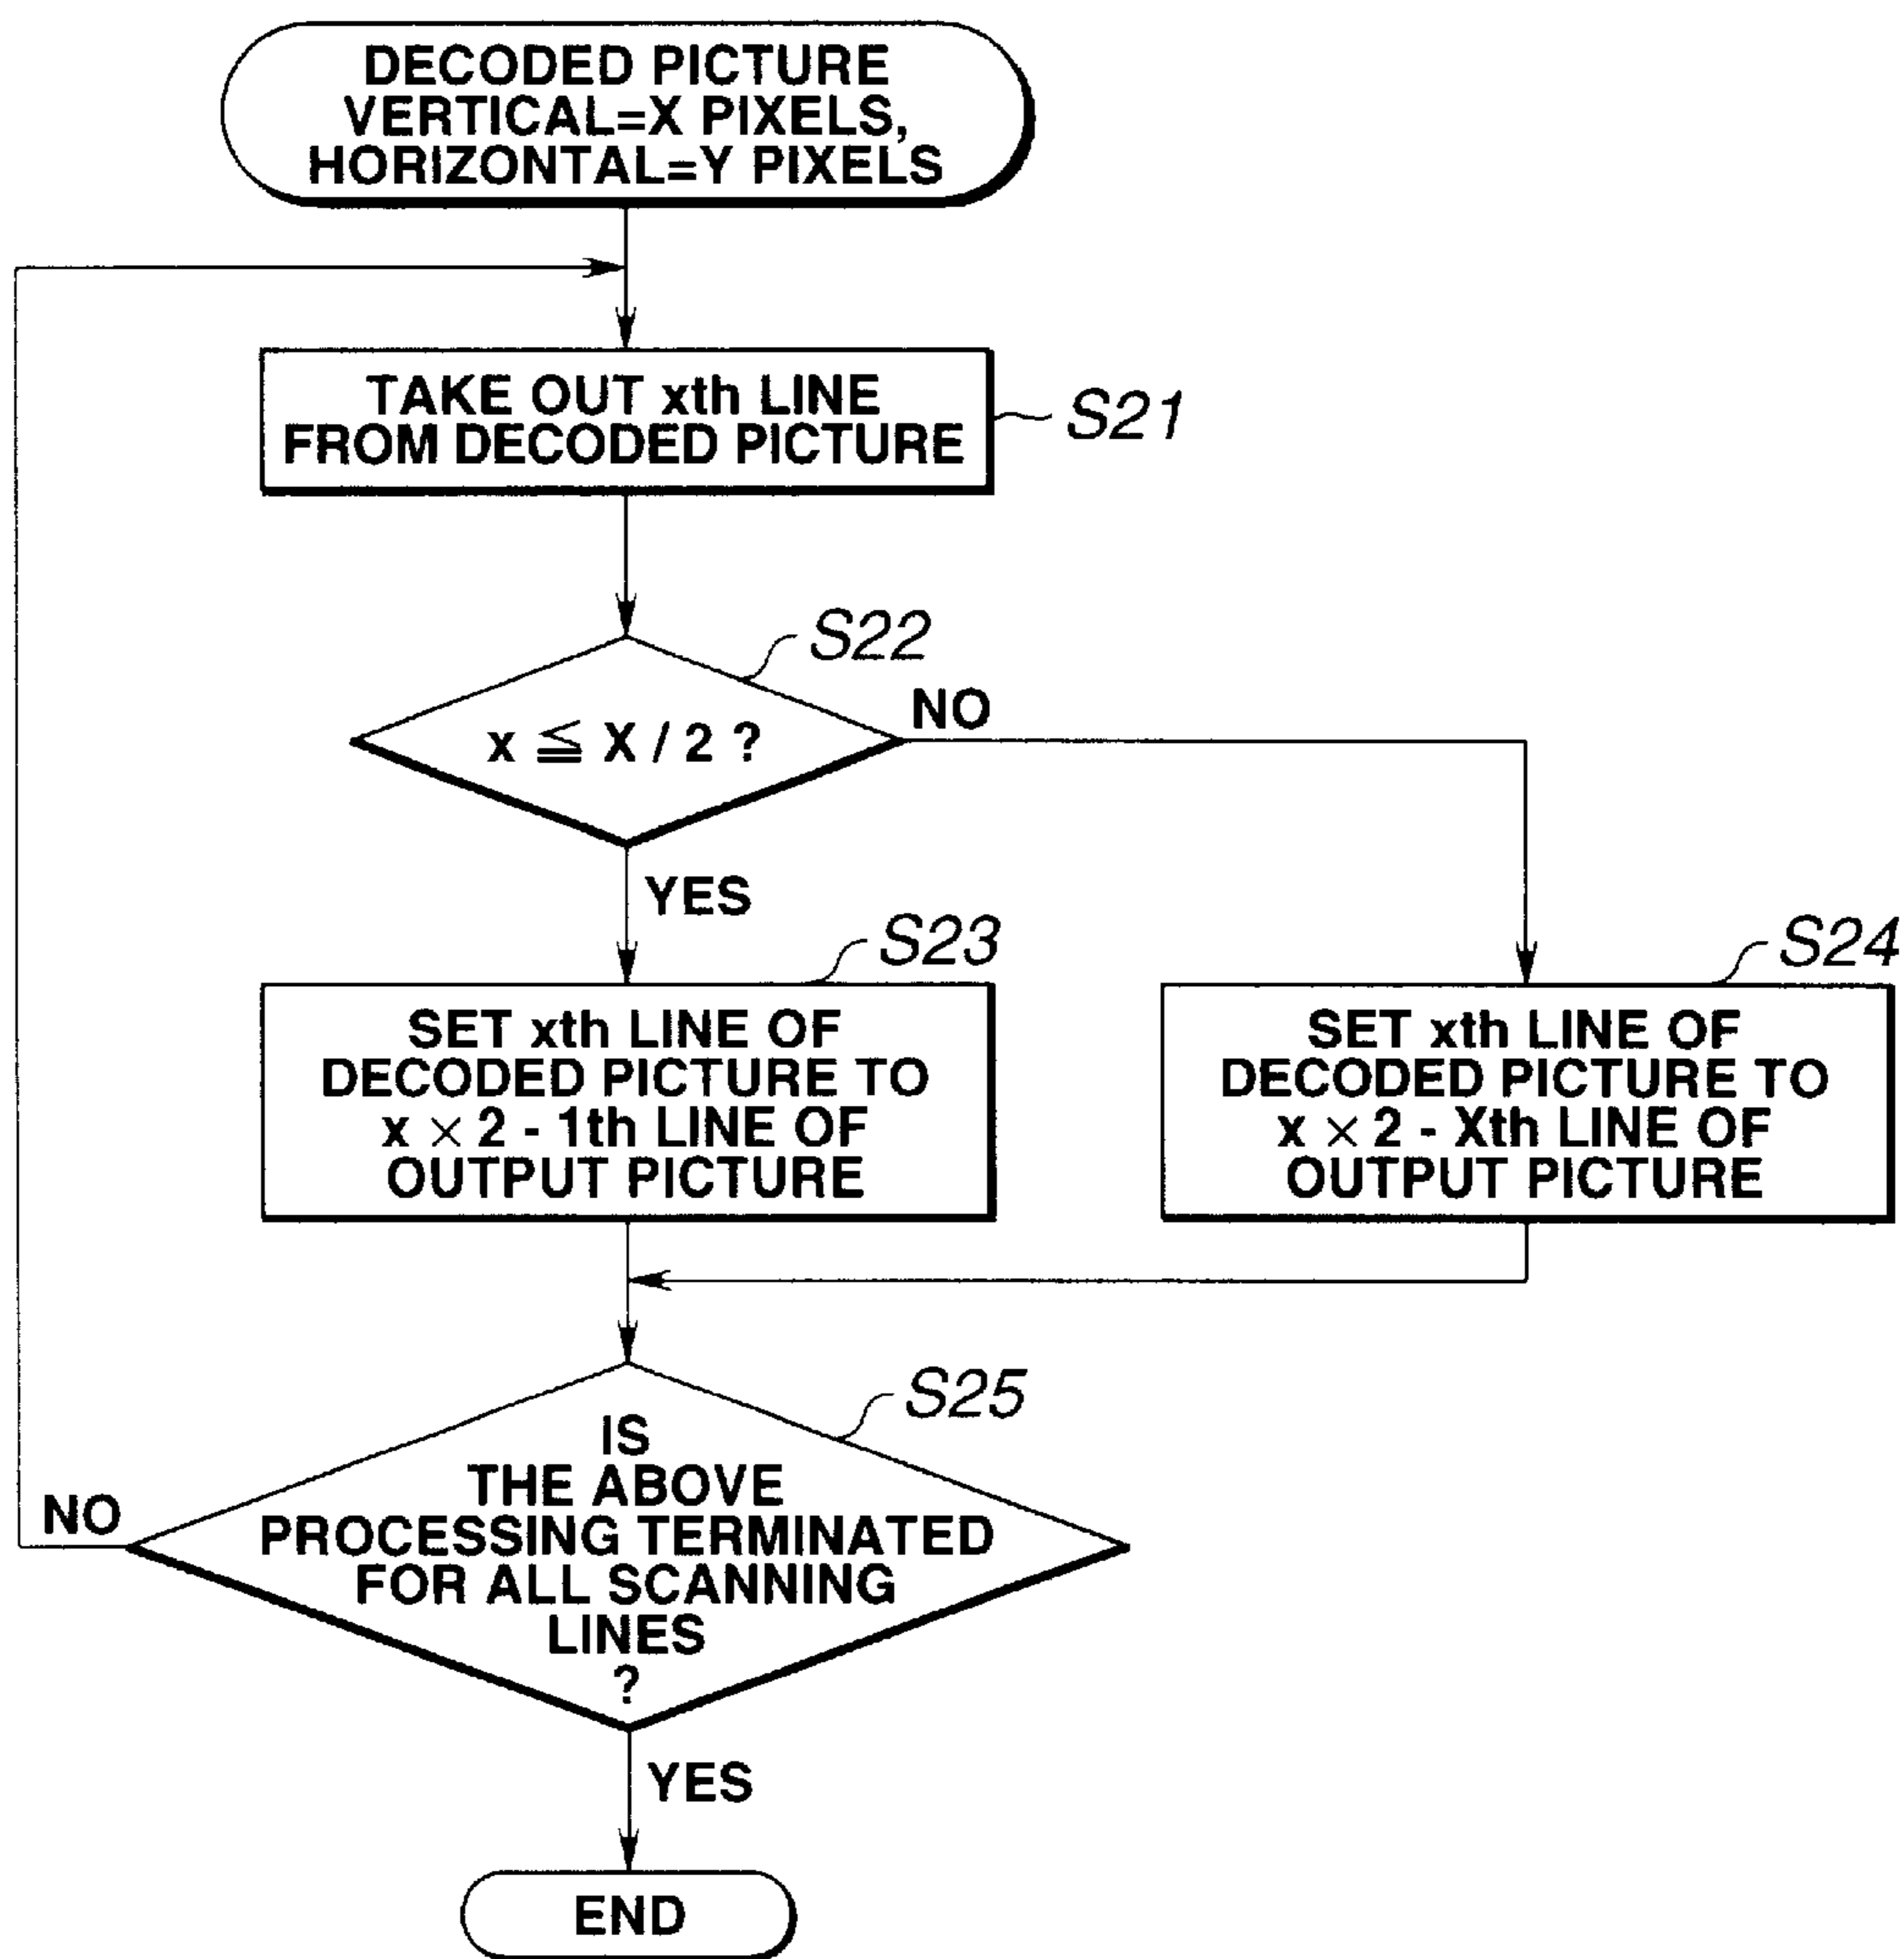 DECODED PICTURE
VERTICAL=X PIXELS,
HORIZONTAL=Y PIXELS
TAKE OUT xth LINE
FROM DECODED PICTURE
S21
S22
x ≦ X / 2 ?
NO
YES
S23
SET xth LINE OF
DECODED PICTURE TO
x × 2 - 1th LINE OF
OUTPUT PICTURE
S24
SET xth LINE OF
DECODED PICTURE TO
x × 2 - Xth LINE OF
OUTPUT PICTURE
S25
IS
THE ABOVE
PROCESSING TERMINATED
FOR ALL SCANNING
LINES
?
NO
YES
END